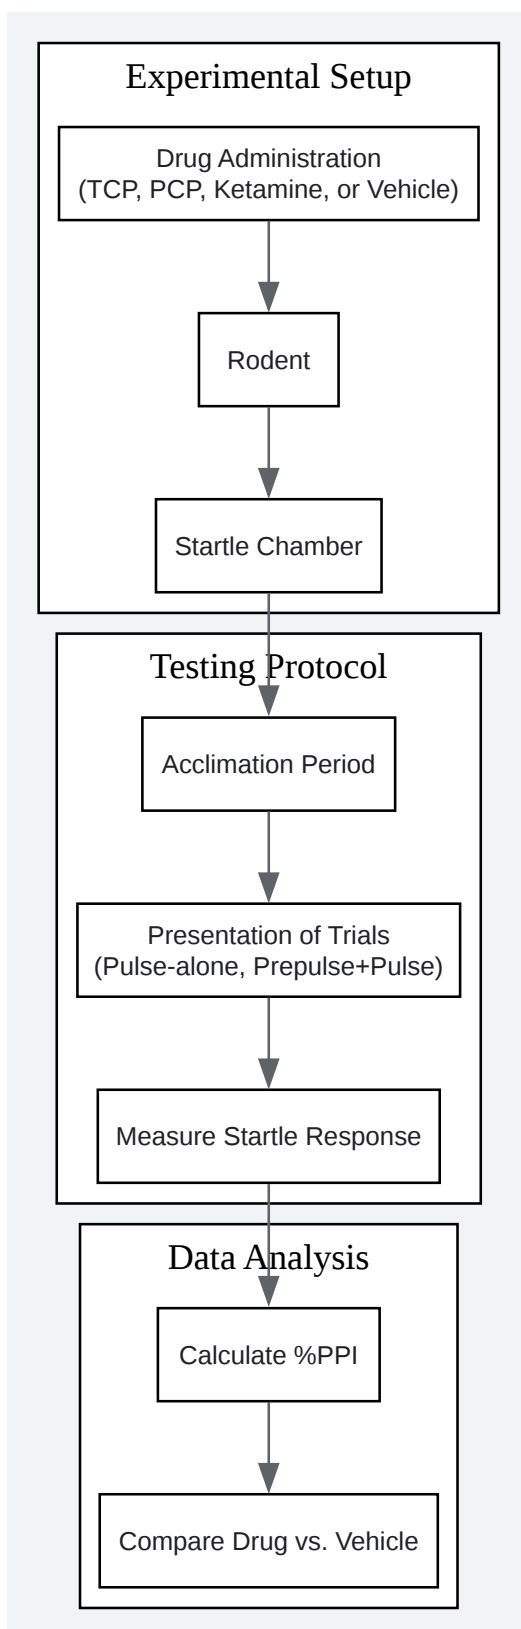 Experimental Setup
Drug Administration
(TCP, PCP, Ketamine, or Vehicle)
Rodent
Startle Chamber
Testing Protocol
Acclimation Period
Presentation of Trials
(Pulse-alone, Prepulse+Pulse)
Measure Startle Response
Data Analysis
Calculate %PPI
Compare Drug vs. Vehicle